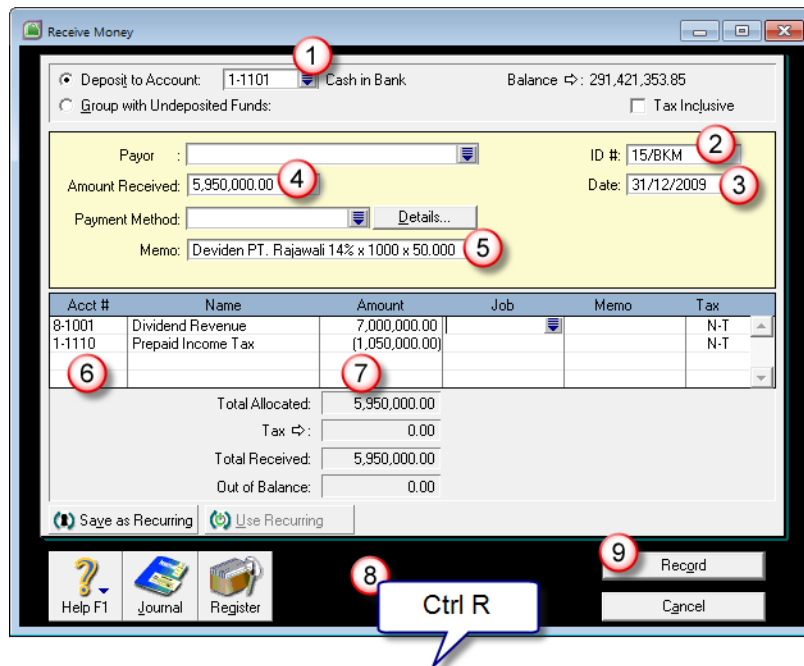 Receive Money
1
Deposit to Account: 1-1101 Cash in Bank Balance ⇨: 291,421,353.85
Group with Undeposited Funds: Tax Inclusive
Payor : ID #: 15/BKM 2
Amount Received: 5,950,000.00 4 Date: 31/12/2009 3
Payment Method: Details...
Memo: Deviden PT. Rajawali 14% x 1000 x 50.000 5
Acct # Name Amount Job Memo Tax
8-1001 Dividend Revenue 7,000,000.00 N-T
1-1110 Prepaid Income Tax (1,050,000.00) N-T
6 7
Total Allocated: 5,950,000.00
Tax ⇨: 0.00
Total Received: 5,950,000.00
Out of Balance: 0.00
Save as Recurring Use Recurring
Help F1 Journal Register 8 9 Record
Ctrl R Cancel